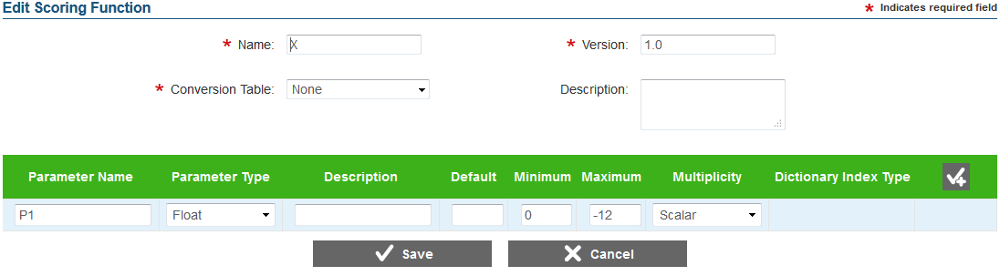 Edit Scoring Function
* Indicates required field
* Name: X
* Version: 1.0
* Conversion Table: None
Description:
Parameter Name Parameter Type Description Default Minimum Maximum Multiplicity Dictionary Index Type
P1 Float 0 -12 Scalar
Save Cancel